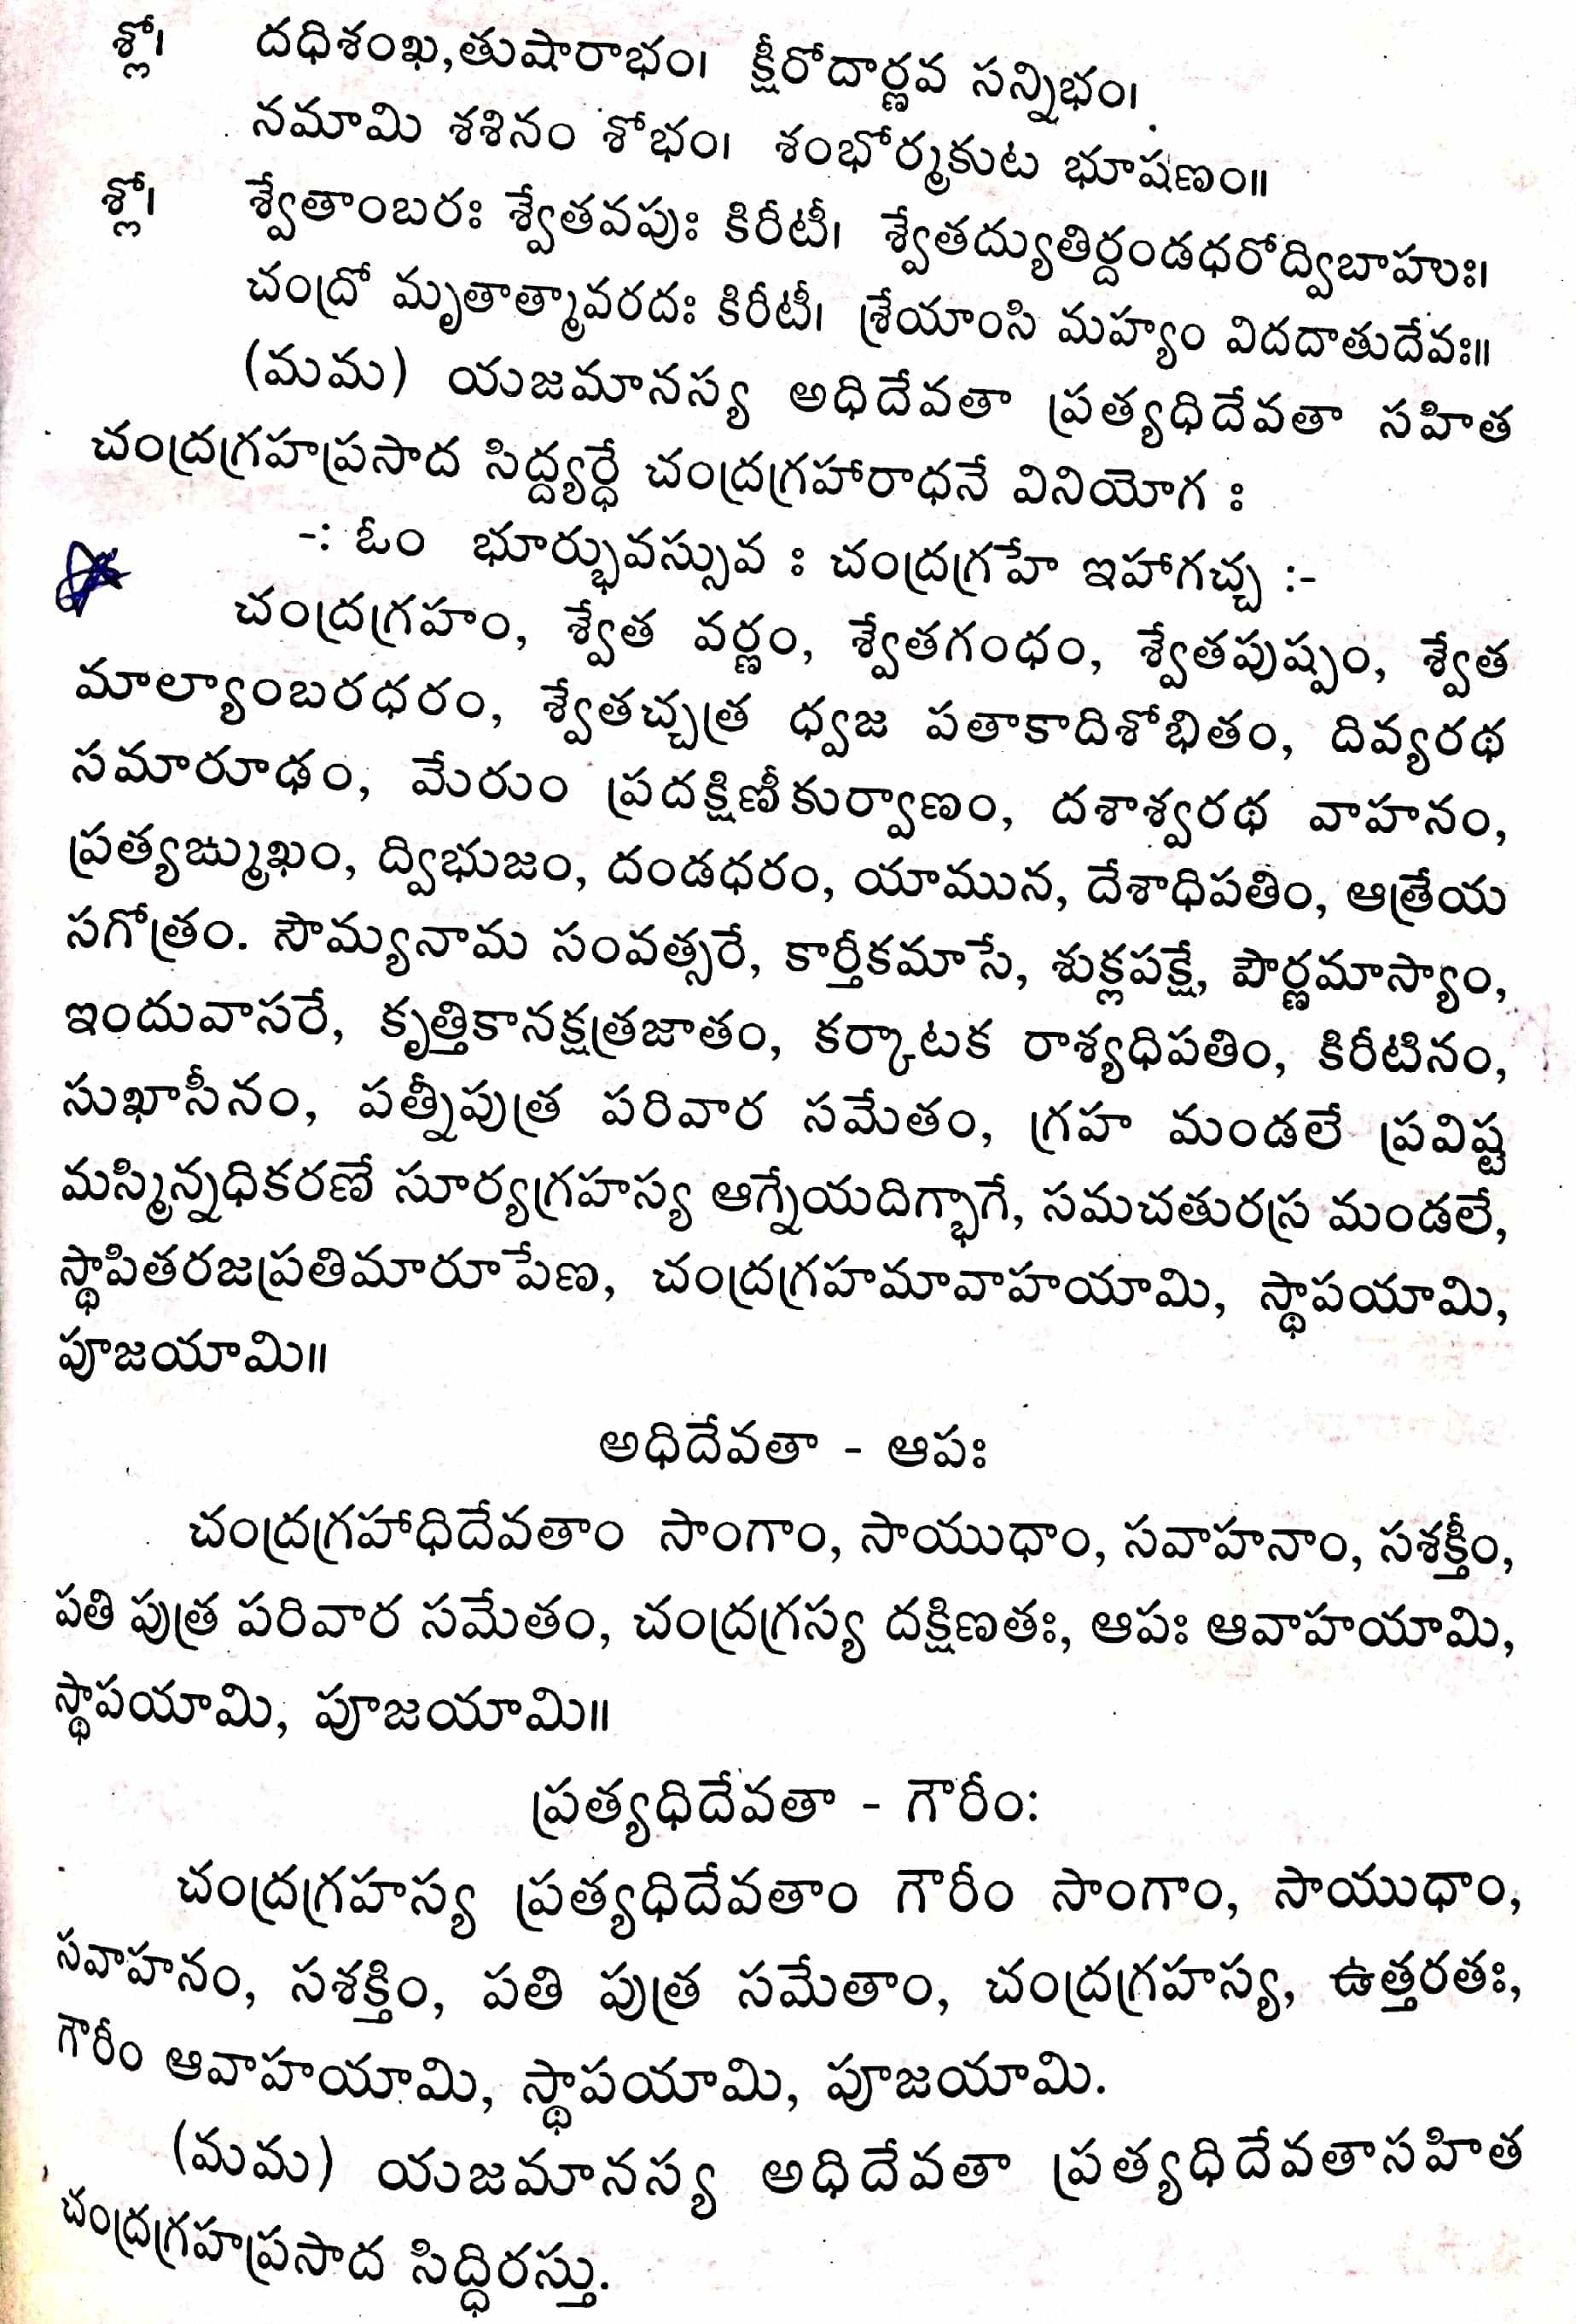 శ్లో। దధిశంఖ,తుషారాభం। క్షీరోదార్ణవ సన్నిభం।
నమామి శశినం శోభం। శంభోర్మకుట భూషణం॥
శ్లో। శ్వేతాంబరః శ్వేతవపుః కిరీటీ। శ్వేతద్యుతిర్దండధరోద్విబాహుః।
చంద్రో మృతాత్మావరదః కిరీటీ। శ్రేయాంసి మహ్యం విదదాతుదేవః॥
(మమ) యజమానస్య అధిదేవతా ప్రత్యధిదేవతా సహిత
చంద్రగ్రహప్రసాద సిద్ధ్యర్థే చంద్రగ్రహారాధనే వినియోగ ః
-: ఓం భూర్భువస్సువ ః చంద్రగ్రహే ఇహాగచ్చ :-
చంద్రగ్రహం, శ్వేత వర్ణం, శ్వేతగంధం, శ్వేతపుష్పం, శ్వేత
మాల్యాంబరధరం, శ్వేతచ్చత్ర ధ్వజ పతాకాదిశోభితం, దివ్యరథ
సమారూఢం, మేరుం ప్రదక్షిణీకుర్వాణం, దశాశ్వరథ వాహనం,
ప్రత్యఙ్ముఖం, ద్విభుజం, దండధరం, యామున, దేశాధిపతిం, ఆత్రేయ
సగోత్రం. సౌమ్యనామ సంవత్సరే, కార్తీకమాసే, శుక్లపక్షే, పౌర్ణమాస్యాం,
ఇందువాసరే, కృత్తికానక్షత్రజాతం, కర్కాటక రాశ్యధిపతిం, కిరీటినం,
సుఖాసీనం, పత్నీపుత్ర పరివార సమేతం, గ్రహ మండలే ప్రవిష్ట
మస్మిన్నధికరణే సూర్యగ్రహస్య ఆగ్నేయదిగ్భాగే, సమచతురస్ర మండలే,
స్థాపితరజప్రతిమారూపేణ, చంద్రగ్రహమావాహయామి, స్థాపయామి,
పూజయామి॥
అధిదేవతా - ఆపః
చంద్రగ్రహాధిదేవతాం సాంగాం, సాయుధాం, సవాహనాం, సశక్తీం,
పతి పుత్ర పరివార సమేతం, చంద్రగ్రస్య దక్షిణతః, ఆపః ఆవాహయామి,
స్థాపయామి, పూజయామి॥
ప్రత్యధిదేవతా - గౌరీం:
చంద్రగ్రహస్య ప్రత్యధిదేవతాం గౌరీం సాంగాం, సాయుధాం,
సవాహనం, సశక్తిం, పతి పుత్ర సమేతాం, చంద్రగ్రహస్య, ఉత్తరతః,
గౌరీం ఆవాహయామి, స్థాపయామి, పూజయామి.
(మమ) యజమానస్య అధిదేవతా ప్రత్యధిదేవతాసహిత
చంద్రగ్రహప్రసాద సిద్ధిరస్తు.